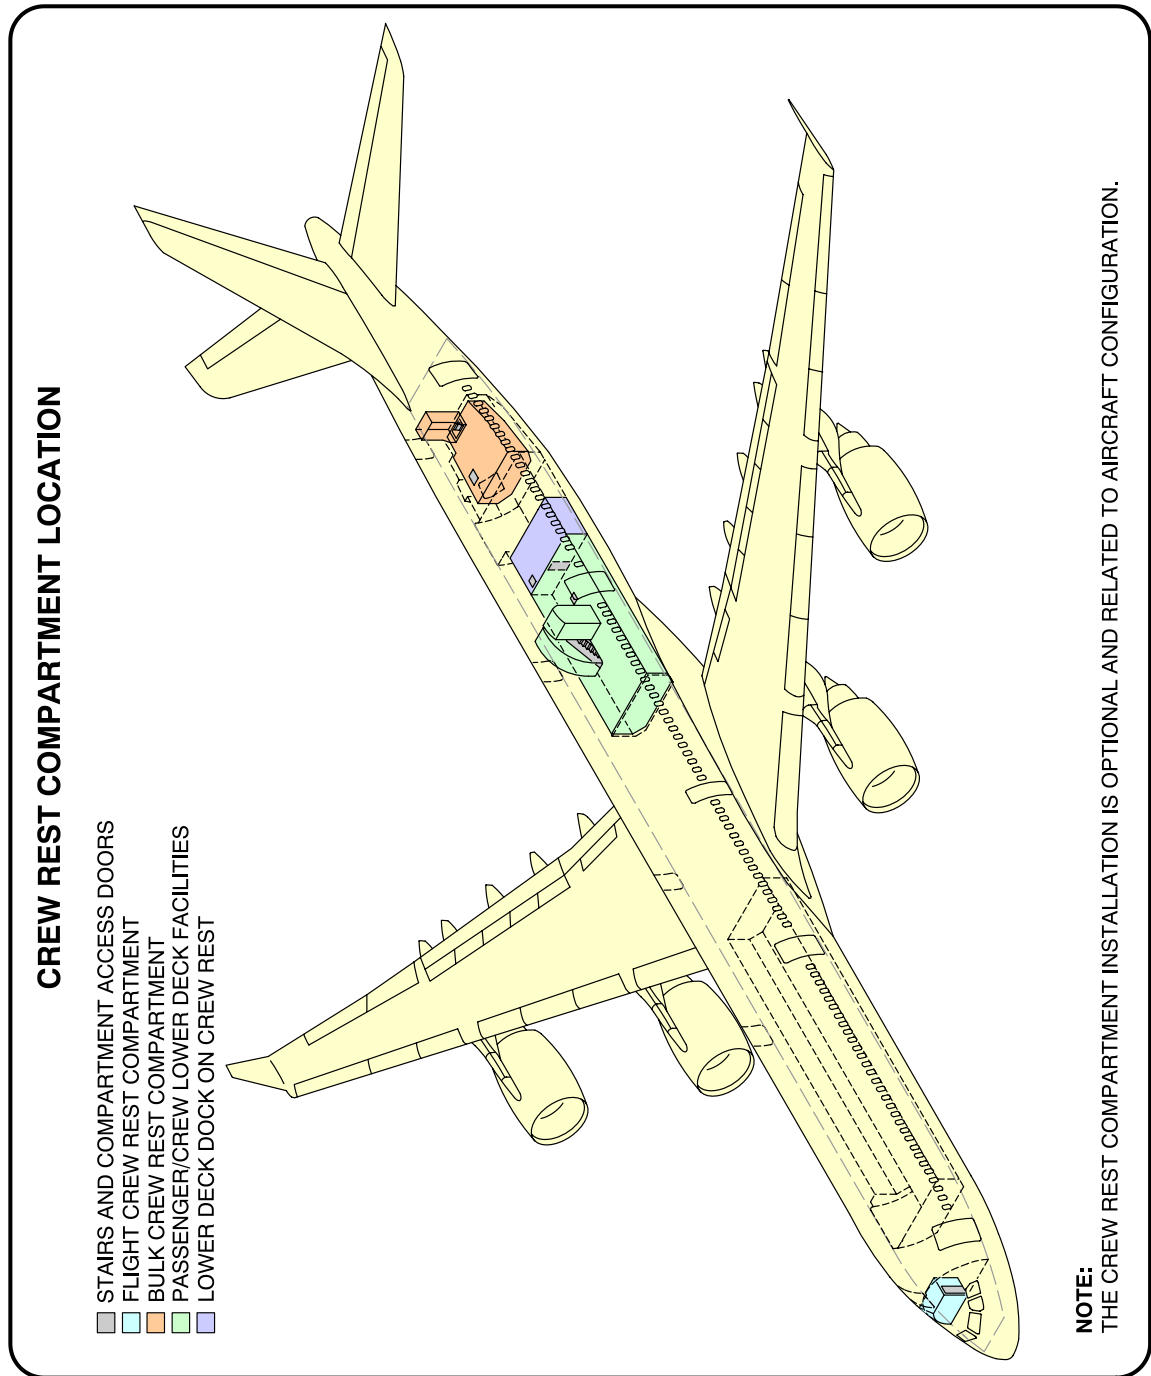 CREW REST COMPARTMENT LOCATION
STAIRS AND COMPARTMENT ACCESS DOORS
FLIGHT CREW REST COMPARTMENT
BULK CREW REST COMPARTMENT
PASSENGER/CREW LOWER DECK FACILITIES
LOWER DECK DOCK ON CREW REST
NOTE:
THE CREW REST COMPARTMENT INSTALLATION IS OPTIONAL AND RELATED TO AIRCRAFT CONFIGURATION.